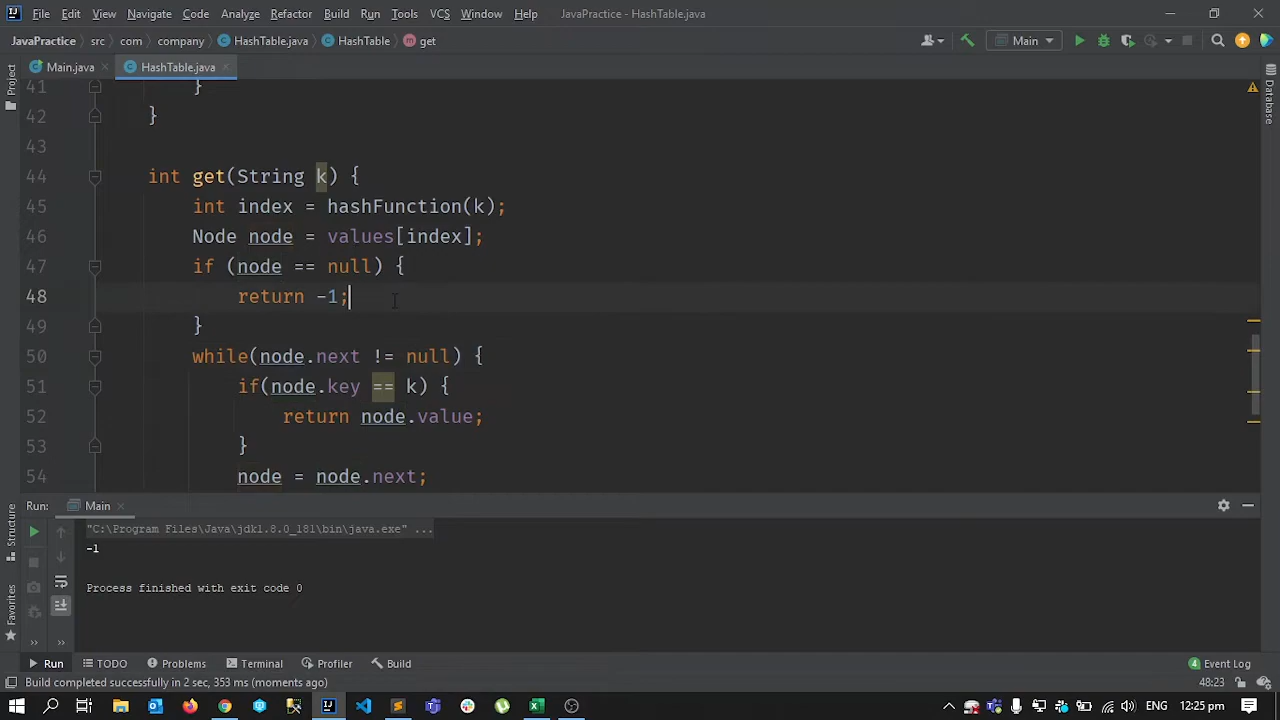 File Edit View Navigate Code Analyze Refactor Build Run Tools VCS Window Help JavaPractice - HashTable.java
JavaPractice src com company HashTable.java HashTable get Main
Project
Main.java HashTable.java
Database
41 }
42 }
43
44 int get(String k) {
45 int index = hashFunction(k);
46 Node node = values[index];
47 if (node == null) {
48 return -1;
49 }
50 while(node.next != null) {
51 if(node.key == k) {
52 return node.value;
53 }
54 node = node.next;
Run: Main
Structure
Favorites
"C:\Program Files\Java\jdk1.8.0_181\bin\java.exe" ...
-1
Process finished with exit code 0
Run TODO Problems Terminal Profiler Build 4 Event Log
Build completed successfully in 2 sec, 353 ms (moments ago) 48:23
ENG 12:25 pm